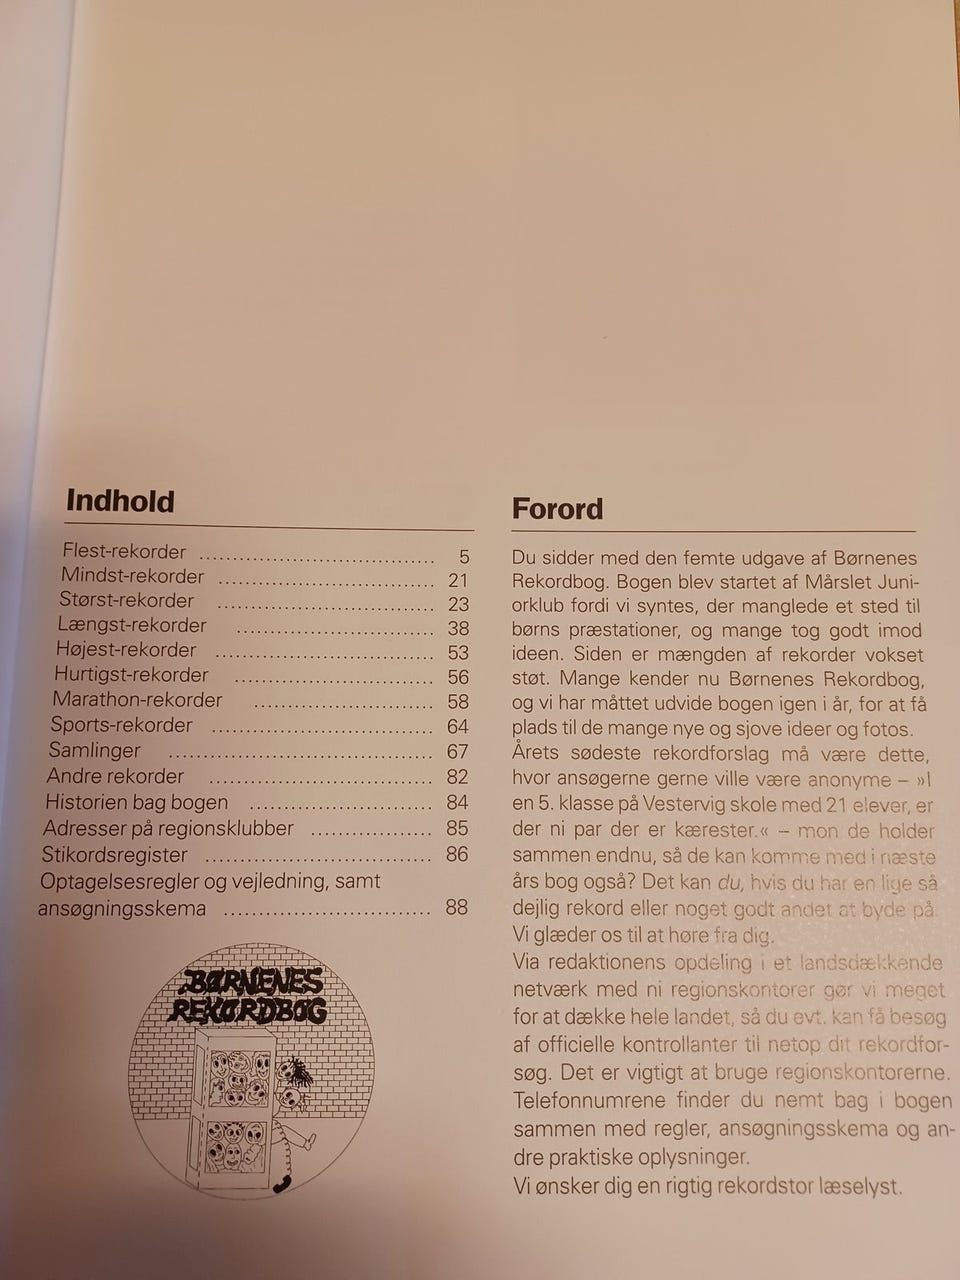 Indhold
Flest-rekorder .................................. 5
Mindst-rekorder ................................ 21
Størst-rekorder ................................ 23
Længst-rekorder ............................. 38
Højest-rekorder ................................ 53
Hurtigst-rekorder ............................. 56
Marathon-rekorder .......................... 58
Sports-rekorder ................................ 64
Samlinger ....................................... 67
Andre rekorder ................................ 82
Historien bag bogen .......................... 84
Adresser på regionsklubber ................. 85
Stikordsregister ................................. 86
Optagelsesregler og vejledning, samt
ansøgningsskema .............................. 88
BØRNENES
REKORDBOG
Forord
Du sidder med den femte udgave af Børnenes
Rekordbog. Bogen blev startet af Mårslet Juni-
orklub fordi vi syntes, der manglede et sted til
børns præstationer, og mange tog godt imod
ideen. Siden er mængden af rekorder vokset
støt. Mange kender nu Børnenes Rekordbog,
og vi har måttet udvide bogen igen i år, for at få
plads til de mange nye og sjove ideer og fotos.
Årets sødeste rekordforslag må være dette,
hvor ansøgerne gerne ville være anonyme – »I
en 5. klasse på Vestervig skole med 21 elever, er
der ni par der er kærester.« – mon de holder
sammen endnu, så de kan komme med i næste
års bog også? Det kan du, hvis du har en lige så
dejlig rekord eller noget godt andet at byde på.
Vi glæder os til at høre fra dig.
Via redaktionens opdeling i et landsdækkende
netværk med ni regionskontorer gør vi meget
for at dække hele landet, så du evt. kan få besøg
af officielle kontrollanter til netop dit rekordfor-
søg. Det er vigtigt at bruge regionskontorerne.
Telefonnumrene finder du nemt bag i bogen
sammen med regler, ansøgningsskema og an-
dre praktiske oplysninger.
Vi ønsker dig en rigtig rekordstor læselyst.